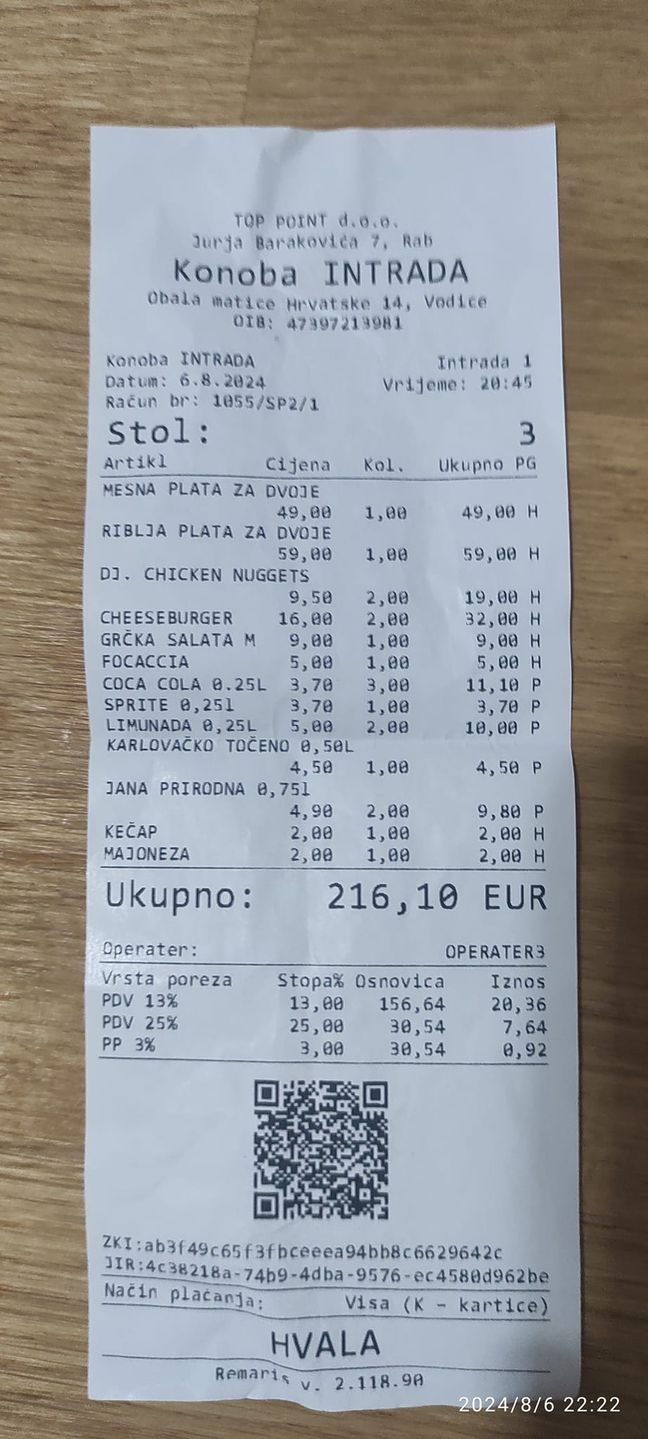 TOP POINT d.o.o.
Jurja Barakovića 7, Rab
Konoba INTRADA
Obala matice Hrvatske 14, Vodice
OIB: 47397213981
Konoba INTRADA Intrada 1
Datum: 6.8.2024 Vrijeme: 20:45
Račun br: 1055/SP2/1
Stol: 3
Artikl Cijena Kol. Ukupno PG
MESNA PLATA ZA DVOJE
49,00 1,00 49,00 H
RIBLJA PLATA ZA DVOJE
59,00 1,00 59,00 H
DJ. CHICKEN NUGGETS
9,50 2,00 19,00 H
CHEESEBURGER 16,00 2,00 32,00 H
GRČKA SALATA M 9,00 1,00 9,00 H
FOCACCIA 5,00 1,00 5,00 H
COCA COLA 0.25L 3,70 3,00 11,10 P
SPRITE 0,25l 3,70 1,00 3,70 P
LIMUNADA 0,25L 5,00 2,00 10,00 P
KARLOVAČKO TOČENO 0,50L
4,50 1,00 4,50 P
JANA PRIRODNA 0,75l
4,90 2,00 9,80 P
KEČAP 2,00 1,00 2,00 H
MAJONEZA 2,00 1,00 2,00 H
Ukupno: 216,10 EUR
Operater: OPERATER3
Vrsta poreza Stopa% Osnovica Iznos
PDV 13% 13,00 156,64 20,36
PDV 25% 25,00 30,54 7,64
PP 3% 3,00 30,54 0,92
ZKI:ab3f49c65f3fbceeea94bb8c6629642c
JIR:4c38218a-74b9-4dba-9576-ec4580d962be
Način plaćanja: Visa (K - kartice)
HVALA
Remaris v. 2.118.90
2024/8/6 22:22